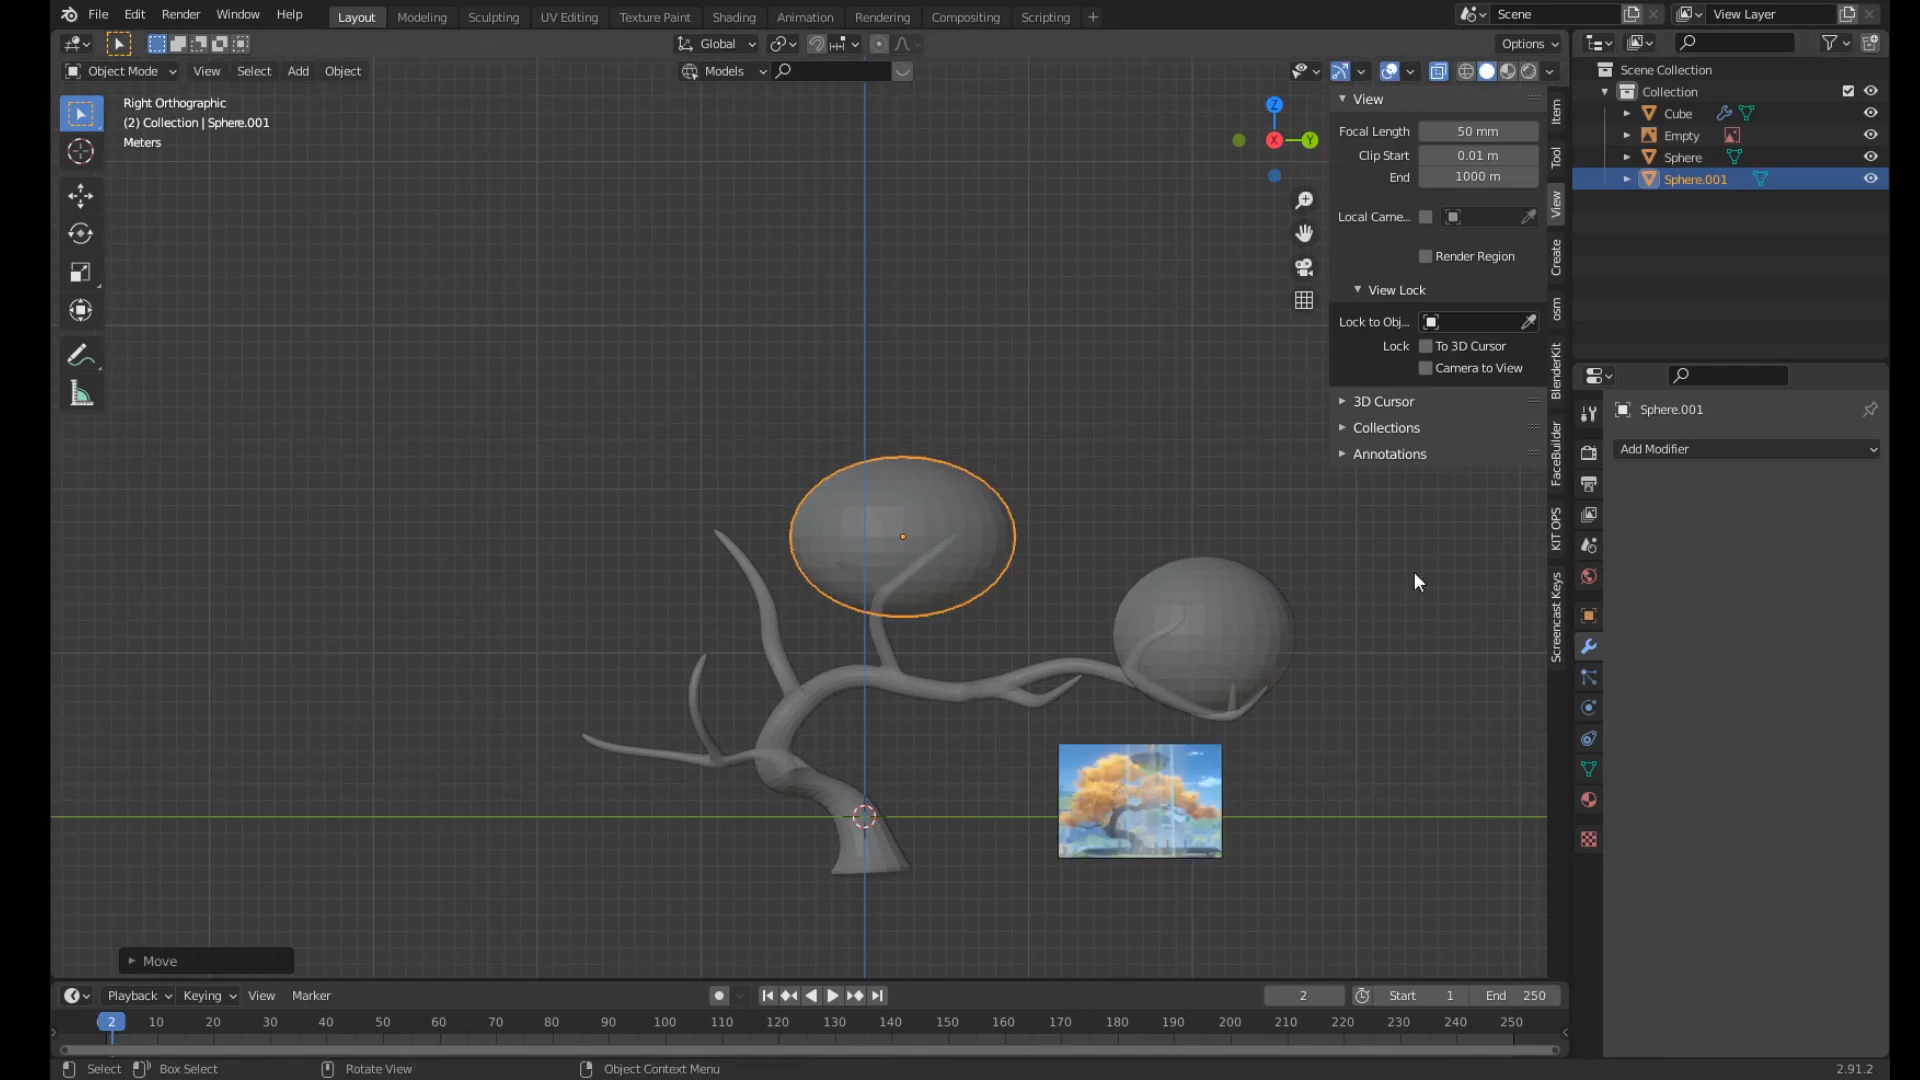 File Edit Render Window Help Layout Modeling Sculpting UV Editing Texture Paint Shading Animation Rendering Compositing Scripting Scene View Layer
Global Options
Object Mode View Select Add Object Models
Right Orthographic
(2) Collection | Sphere.001
Meters
Z
X
Y
View
Focal Length 50 mm
Clip Start 0.01 m
End 1000 m
Local Came...
Render Region
View Lock
Lock to Obj...
Lock To 3D Cursor
Camera to View
3D Cursor
Collections
Annotations
Item
Tool
View
Create
osm
BlenderKit
FaceBuilder
KIT OPS
Screencast Keys
Scene Collection
Collection
Cube
Empty
Sphere
Sphere.001
Sphere.001
Add Modifier
Move
Playback Keying View Marker 2 Start 1 End 250
2 10 20 30 40 50 60 70 80 90 100 110 120 130 140 150 160 170 180 190 200 210 220 230 240 250
Select Box Select Rotate View Object Context Menu 2.91.2